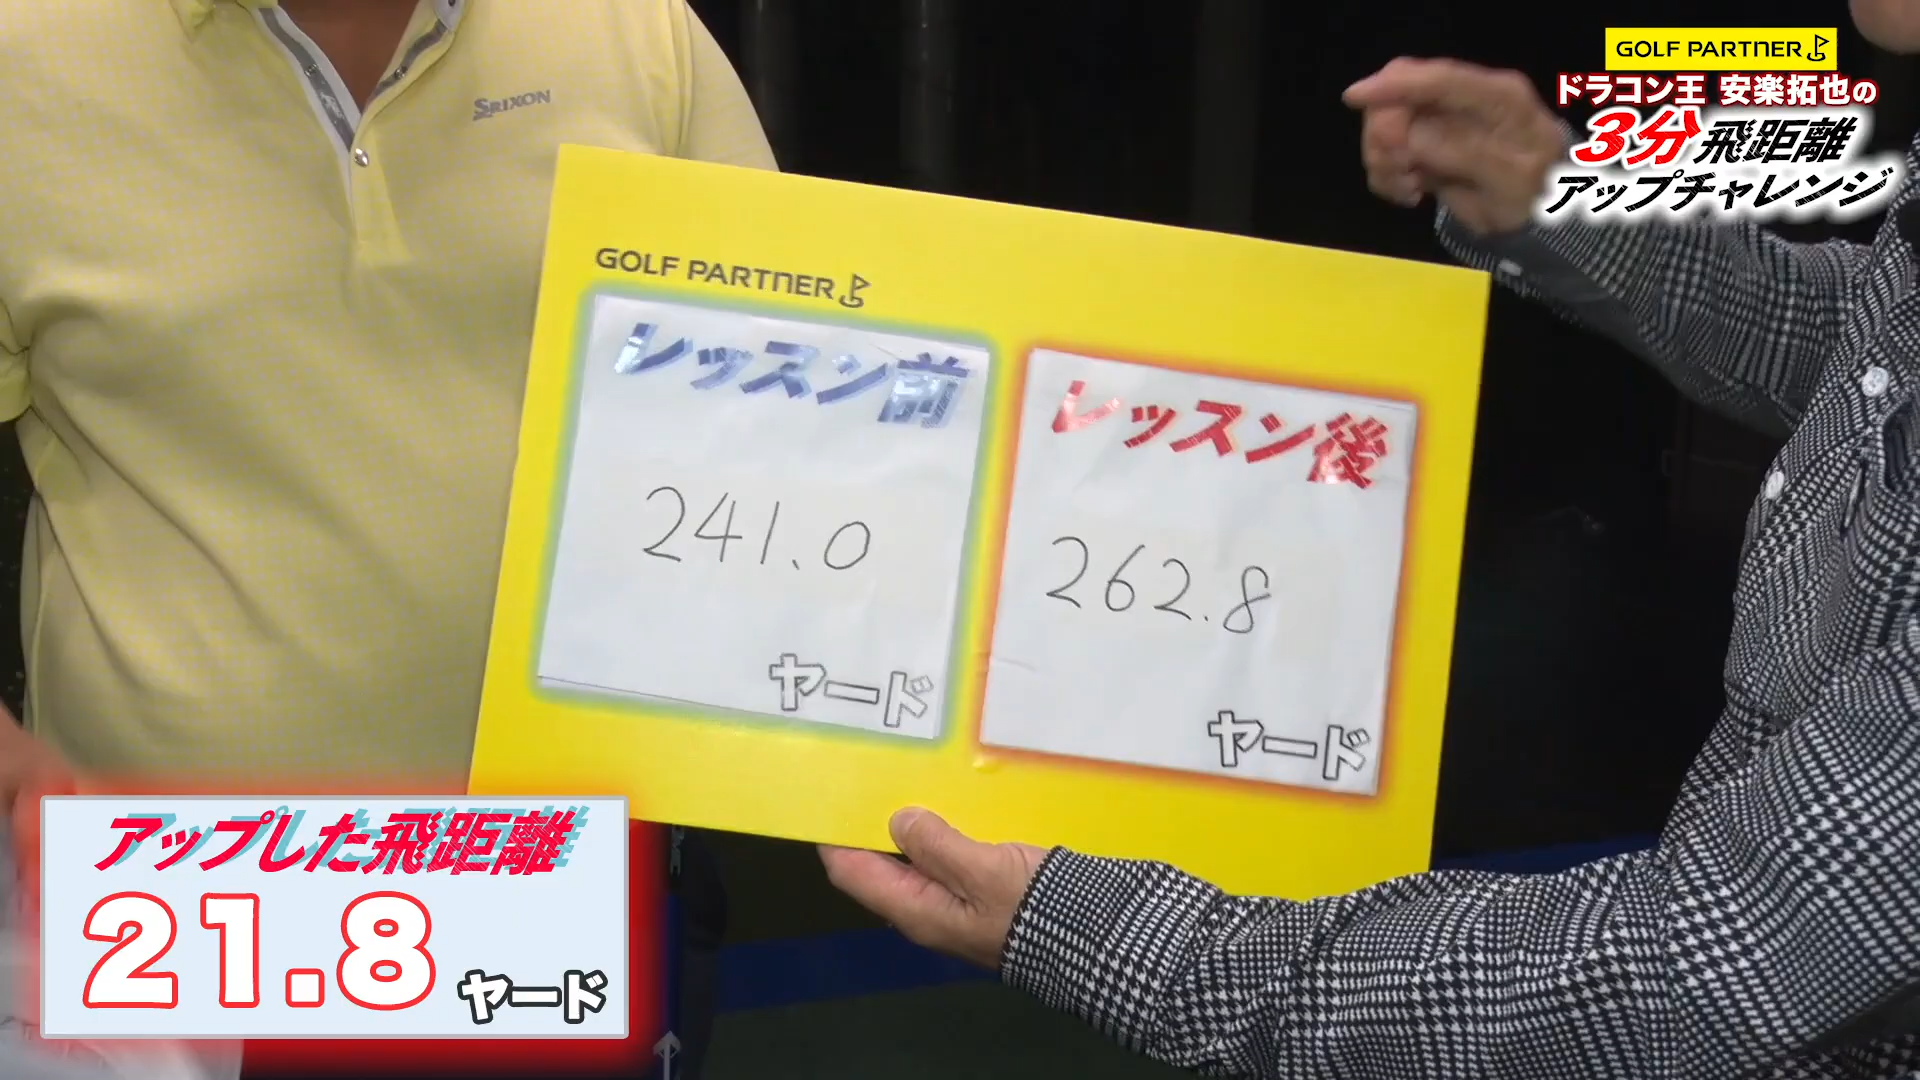 GOLF PARTNER
ドラコン王 安楽拓也の
3分飛距離
アップチャレンジ
SRIXON
GOLF PARTNER
レッスン前
241.0
ヤード
レッスン後
262.8
ヤード
アップした飛距離
21.8
ヤード